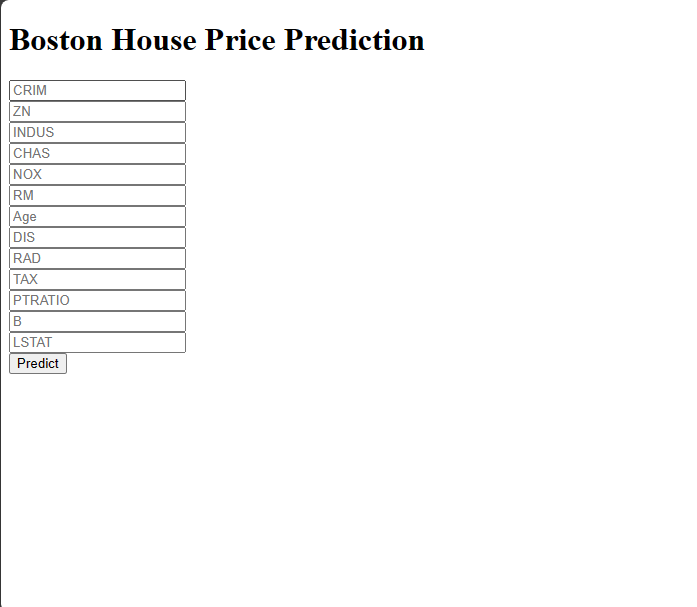 Boston House Price Prediction
CRIM
ZN
INDUS
CHAS
NOX
RM
Age
DIS
RAD
TAX
PTRATIO
B
LSTAT
Predict